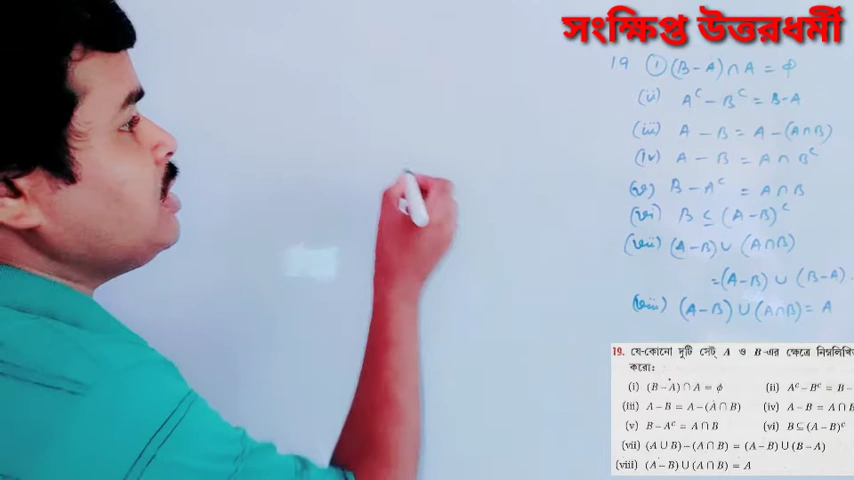 সংক্ষিপ্ত উত্তরধর্মী
19 (i) (B-A)∩A = ϕ
(ii) A^c - B^c = B-A
(iii) A - B = A - (A∩B)
(iv) A - B = A ∩ B^c
(v) B - A^c = A ∩ B
(vi) B ⊆ (A-B)^c
(vii) (A-B) ∪ (A∩B)
= (A-B) ∪ (B-A).
(viii) (A-B) ∪ (A∩B) = A
19. যে-কোনো দুটি সেট্ A ও B-এর ক্ষেত্রে
করো:
(i) (B-A)∩A = ϕ (ii) A^c - B^c = B-
(iii) A-B = A-(A∩B) (iv) A-B = A∩B
(v) B-A^c = A∩B (vi) B⊆(A-B)^c
(vii) (A∪B)-(A∩B) = (A-B)∪(B-A)
(viii) (A-B)∪(A∩B) = A